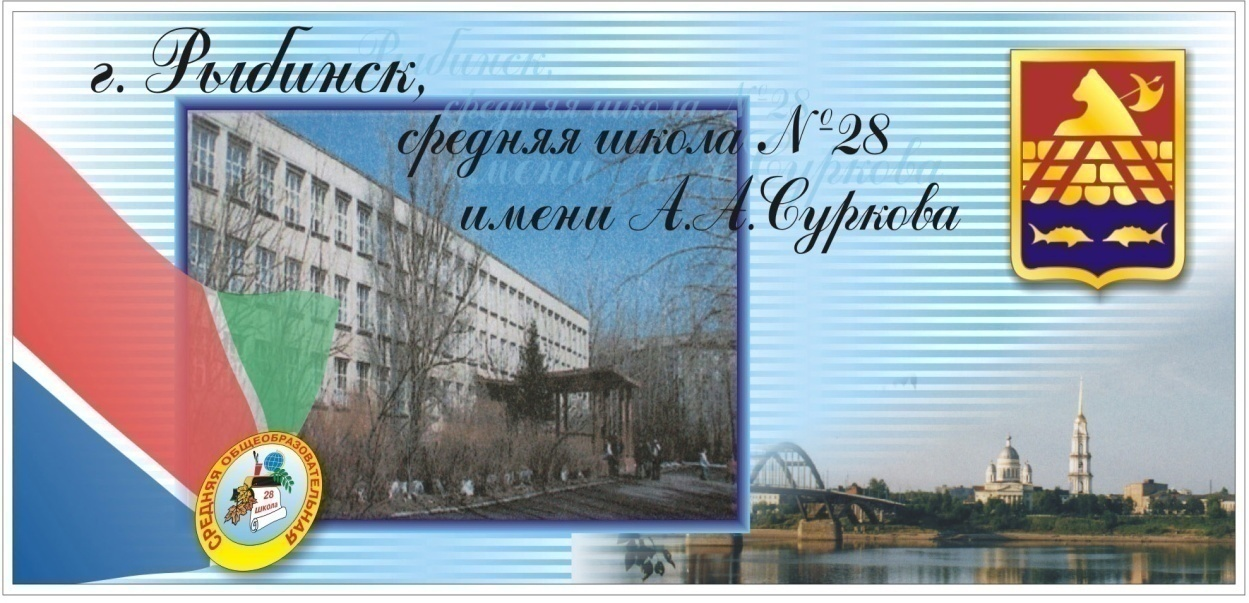 г. Рыбинск,
средняя школа №28
имени А.А.Суркова
СРЕДНЯЯ ОБЩЕОБРАЗОВАТЕЛЬНАЯ
28
школа